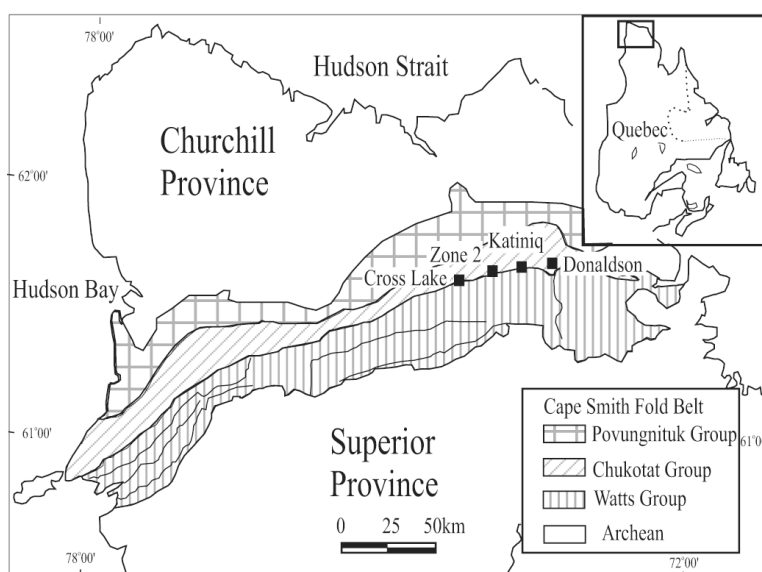 78°00'
Hudson Strait
Churchill
Province
Quebec
62°00'
Katiniq
Zone 2
Cross Lake
Donaldson
Hudson Bay
Cape Smith Fold Belt
Povungnituk Group
61°00'
61°00
Chukotat Group
Superior
Province
Watts Group
0 25 50km
Archean
78°00'
72°00'